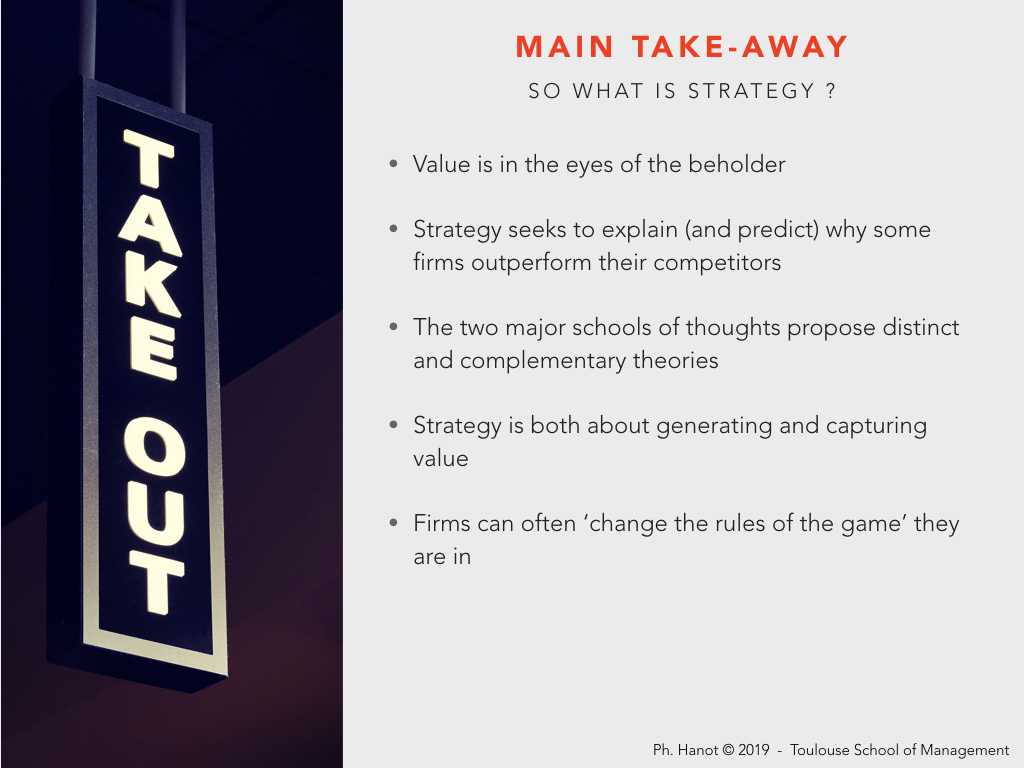 TAKE OUT
MAIN TAKE-AWAY
SO WHAT IS STRATEGY ?
• Value is in the eyes of the beholder
• Strategy seeks to explain (and predict) why some
firms outperform their competitors
• The two major schools of thoughts propose distinct
and complementary theories
• Strategy is both about generating and capturing
value
• Firms can often ‘change the rules of the game’ they
are in
Ph. Hanot © 2019 - Toulouse School of Management